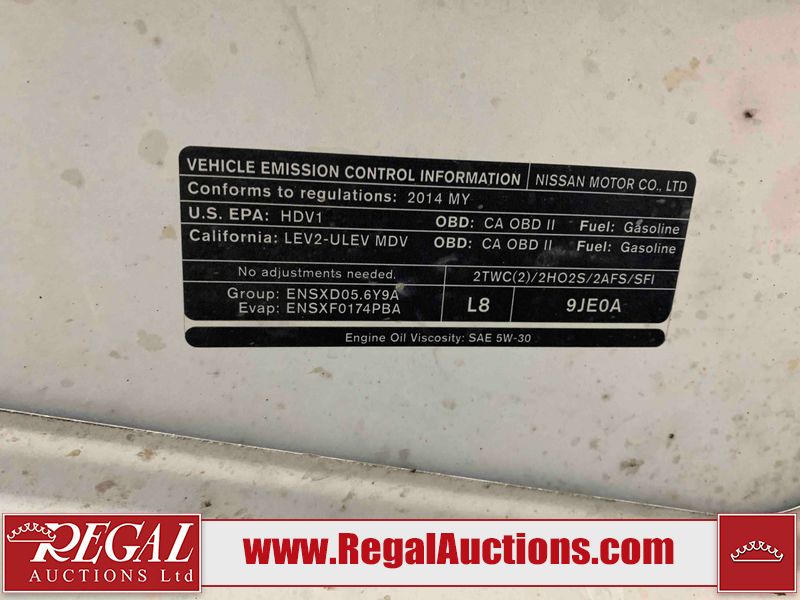 VEHICLE EMISSION CONTROL INFORMATION NISSAN MOTOR CO., LTD
Conforms to regulations: 2014 MY
U.S. EPA: HDV1 OBD: CA OBD II Fuel: Gasoline
California: LEV2-ULEV MDV OBD: CA OBD II Fuel: Gasoline
No adjustments needed. 2TWC(2)/2HO2S/2AFS/SFI
Group: ENSXD05.6Y9A
Evap: ENSXF0174PBA
L8 9JE0A
Engine Oil Viscosity: SAE 5W-30
REGAL
AUCTIONS Ltd
www.RegalAuctions.com